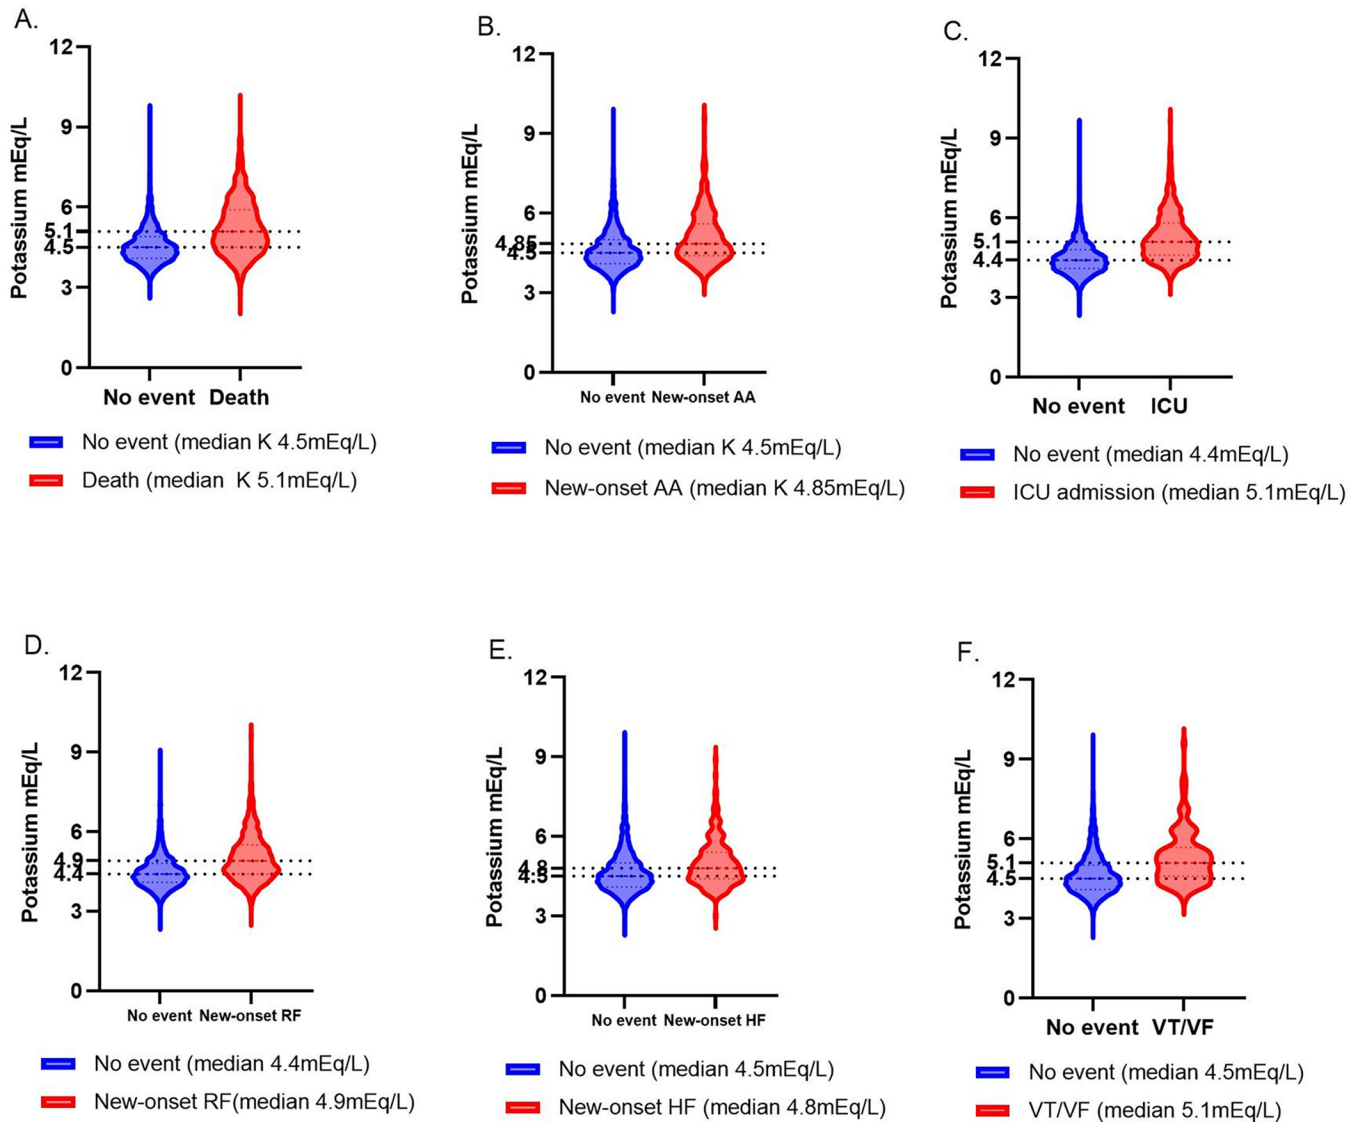 A.
12
9
6
5.1
4.5
3
0
Potassium mEq/L
No event Death
No event (median K 4.5mEq/L)
Death (median K 5.1mEq/L)
B.
12
9
6
4.85
4.5
3
0
Potassium mEq/L
No event New-onset AA
No event (median K 4.5mEq/L)
New-onset AA (median K 4.85mEq/L)
C.
12
9
6
5.1
4.4
3
0
Potassium mEq/L
No event ICU
No event (median 4.4mEq/L)
ICU admission (median 5.1mEq/L)
D.
12
9
6
4.9
4.4
3
0
Potassium mEq/L
No event New-onset RF
No event (median 4.4mEq/L)
New-onset RF(median 4.9mEq/L)
E.
12
9
6
4.8
4.5
3
0
Potassium mEq/L
No event New-onset HF
No event (median 4.5mEq/L)
New-onset HF (median 4.8mEq/L)
F.
12
9
6
5.1
4.5
3
0
Potassium mEq/L
No event VT/VF
No event (median 4.5mEq/L)
VT/VF (median 5.1mEq/L)